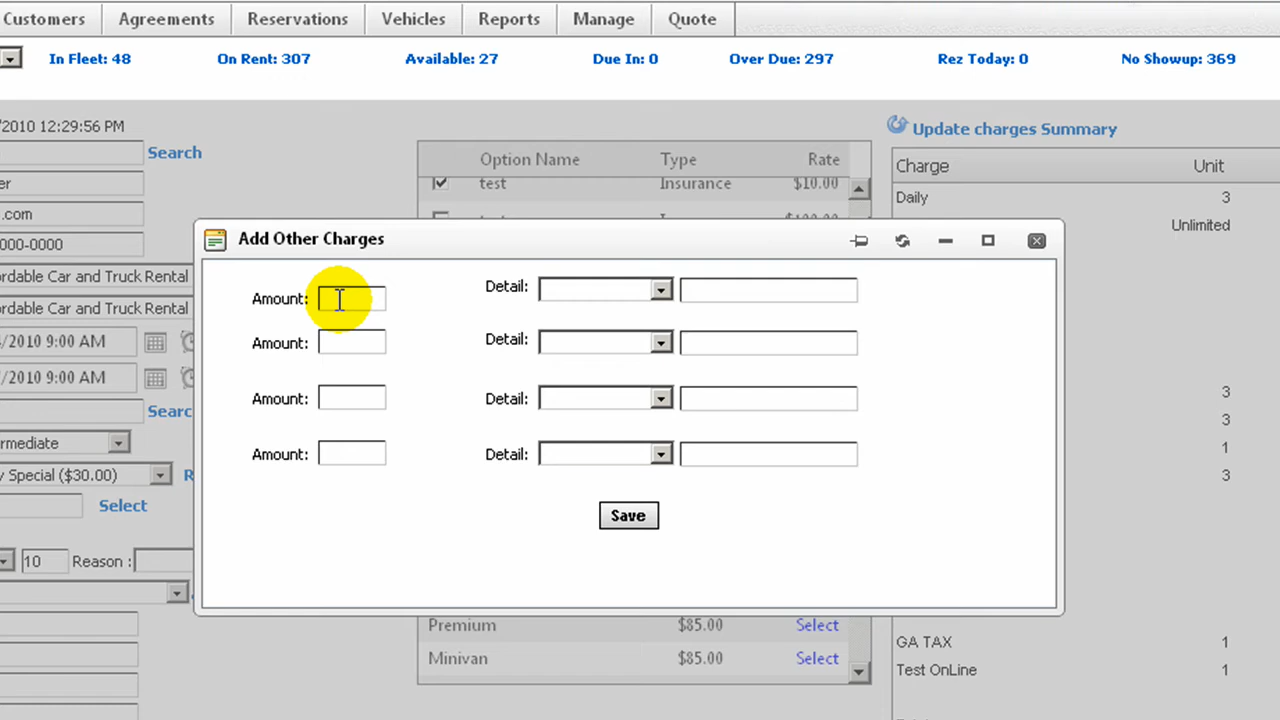 Customers Agreements Reservations Vehicles Reports Manage Quote
In Fleet: 48 On Rent: 307 Available: 27 Due In: 0 Over Due: 297 Rez Today: 0 No Showup: 369
/2010 12:29:56 PM
Update charges Summary
Search
Option Name Type Rate
Charge Unit
er
test Insurance $10.00
Daily 3
.com
Unlimited
0000-0000
Add Other Charges
ordable Car and Truck Rental
Amount: Detail:
ordable Car and Truck Rental
/2010 9:00 AM
Amount: Detail:
/2010 9:00 AM
3
Amount: Detail:
Searc
3
rmediate
1
Amount: Detail:
y Special ($30.00) R
3
Select
Save
10 Reason :
Premium $85.00 Select
GA TAX 1
Minivan $85.00 Select
Test OnLine 1